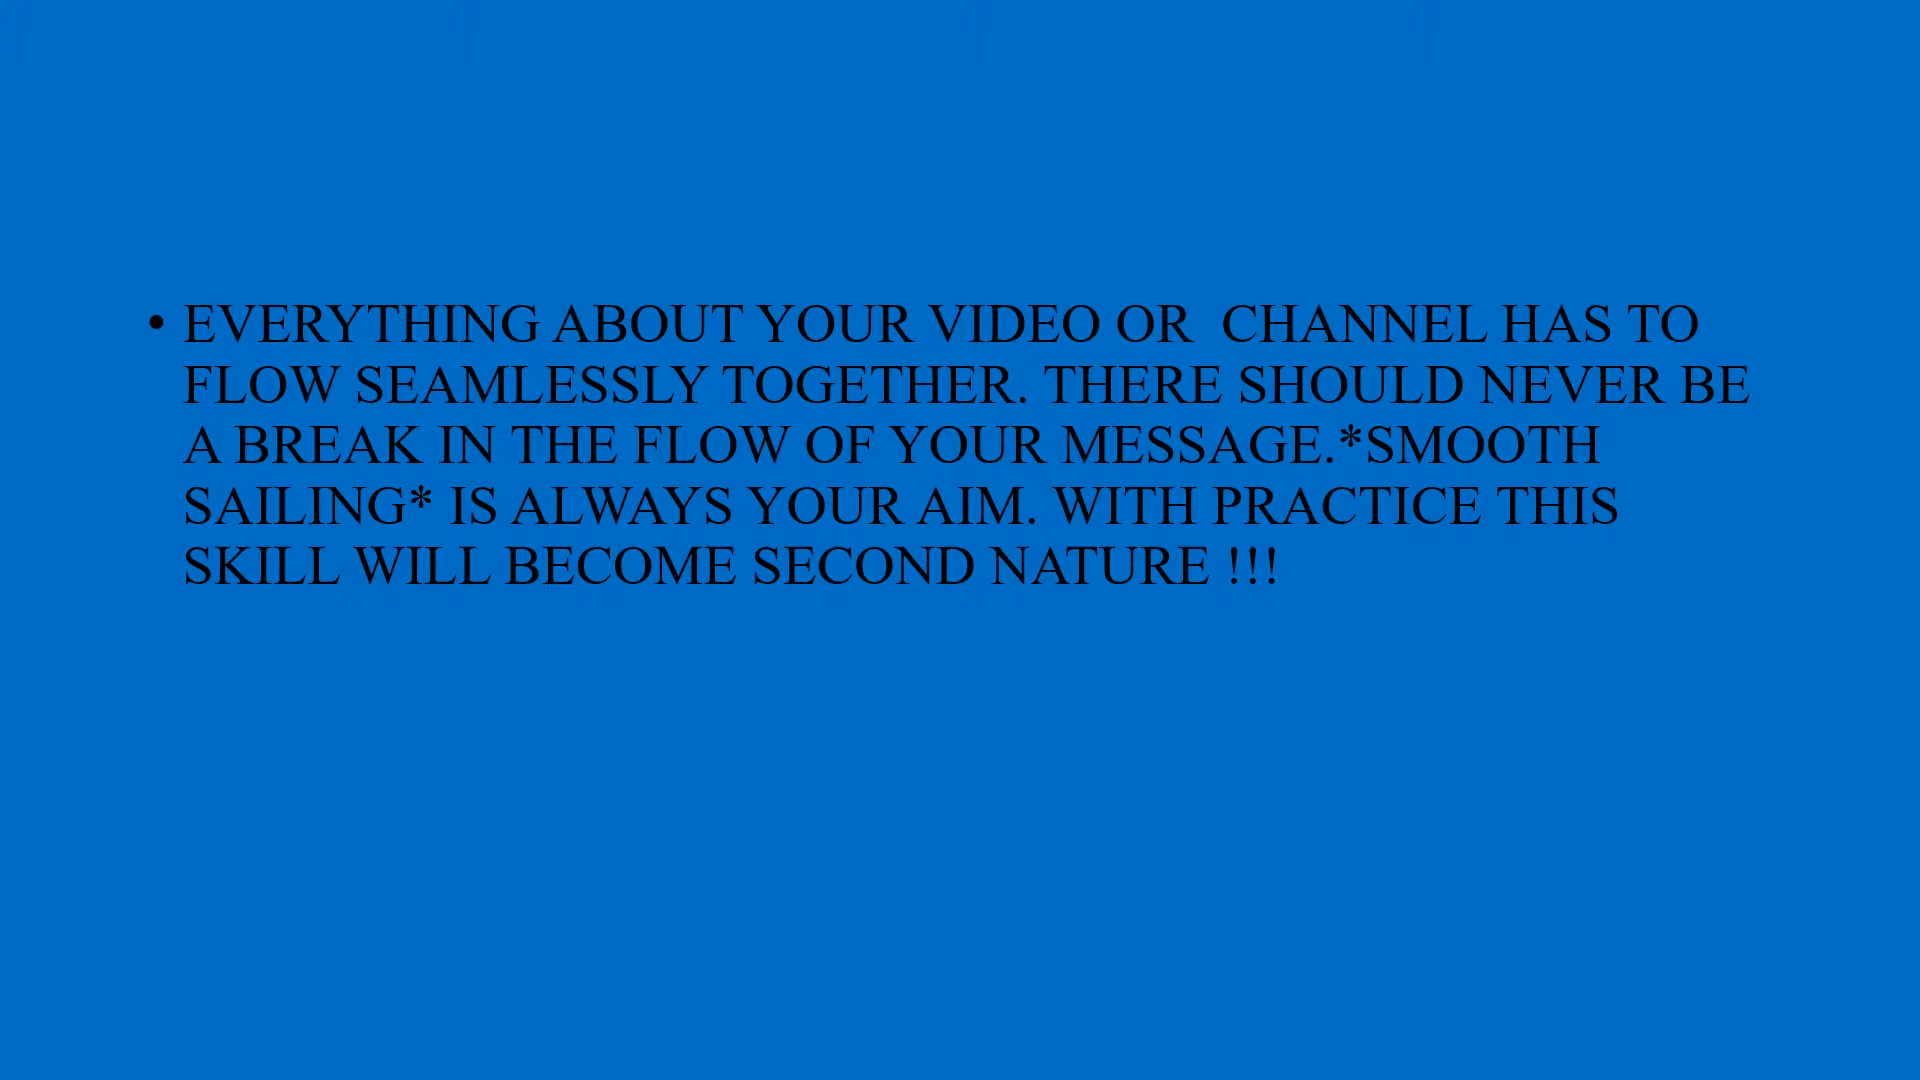 • EVERYTHING ABOUT YOUR VIDEO OR  CHANNEL HAS TO
FLOW SEAMLESSLY TOGETHER. THERE SHOULD NEVER BE
A BREAK IN THE FLOW OF YOUR MESSAGE.*SMOOTH
SAILING* IS ALWAYS YOUR AIM. WITH PRACTICE THIS
SKILL WILL BECOME SECOND NATURE !!!